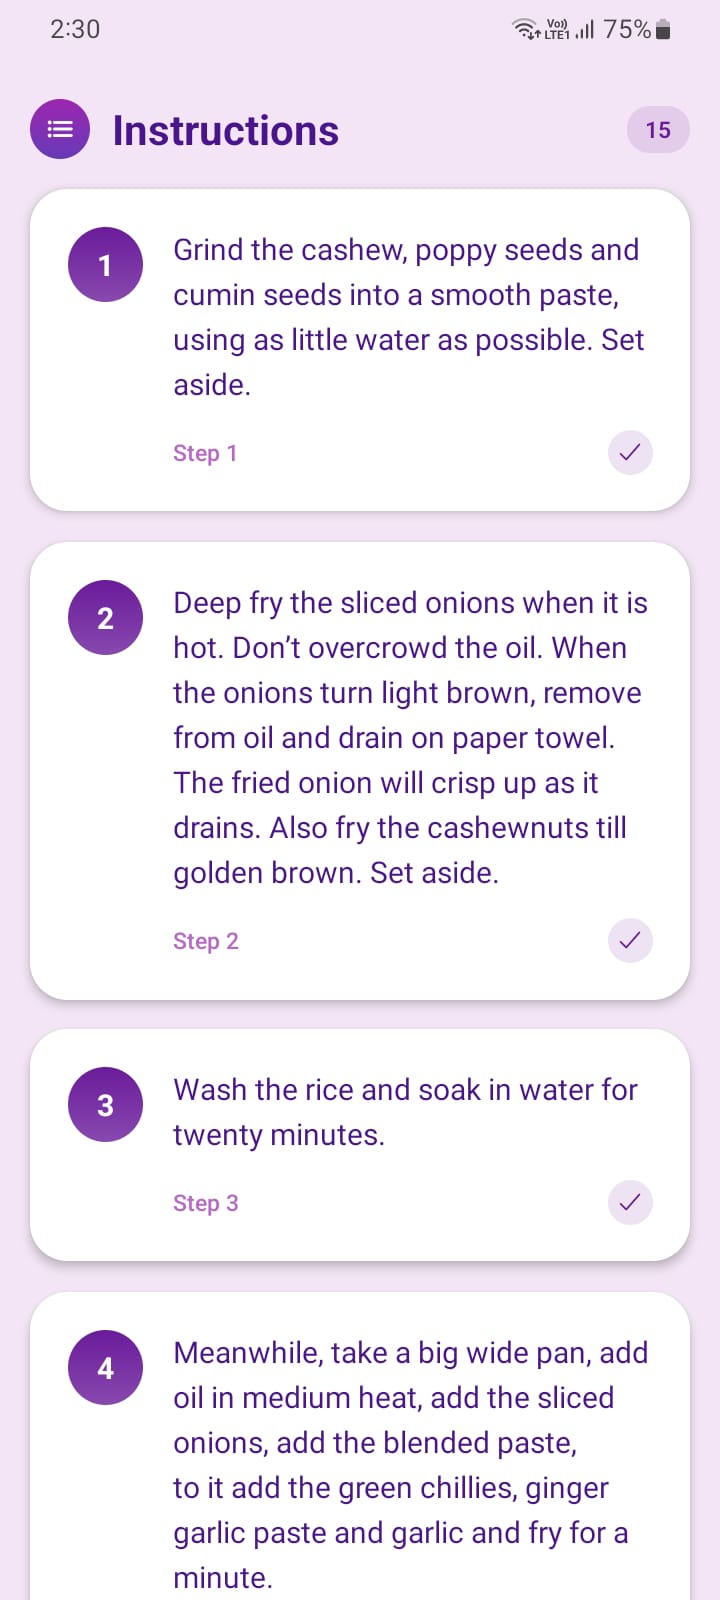 2:30
Vo))
LTE1
75%
Instructions
15
1
Grind the cashew, poppy seeds and
cumin seeds into a smooth paste,
using as little water as possible. Set
aside.
Step 1
2
Deep fry the sliced onions when it is
hot. Don’t overcrowd the oil. When
the onions turn light brown, remove
from oil and drain on paper towel.
The fried onion will crisp up as it
drains. Also fry the cashewnuts till
golden brown. Set aside.
Step 2
3
Wash the rice and soak in water for
twenty minutes.
Step 3
4
Meanwhile, take a big wide pan, add
oil in medium heat, add the sliced
onions, add the blended paste,
to it add the green chillies, ginger
garlic paste and garlic and fry for a
minute.